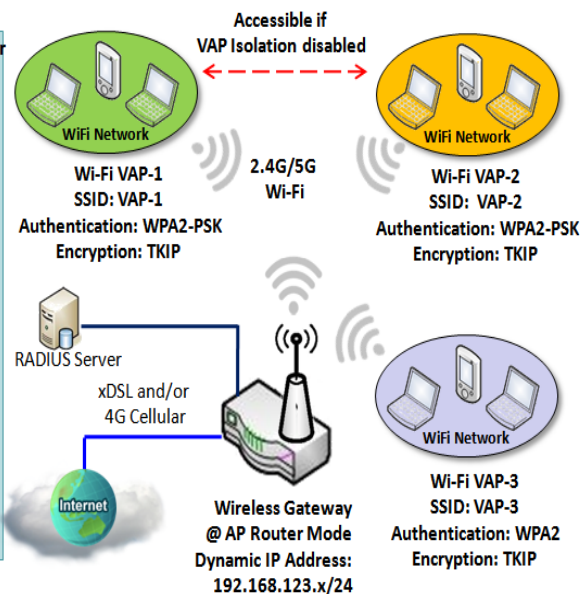 Accessible if
VAP Isolation disabled
WiFi Network
Wi-Fi VAP-1
SSID: VAP-1
Authentication: WPA2-PSK
Encryption: TKIP
2.4G/5G
Wi-Fi
WiFi Network
Wi-Fi VAP-2
SSID: VAP-2
Authentication: WPA2-PSK
Encryption: TKIP
RADIUS Server
xDSL and/or
4G Cellular
Internet
Wireless Gateway
@ AP Router Mode
Dynamic IP Address:
192.168.123.x/24
WiFi Network
Wi-Fi VAP-3
SSID: VAP-3
Authentication: WPA2
Encryption: TKIP